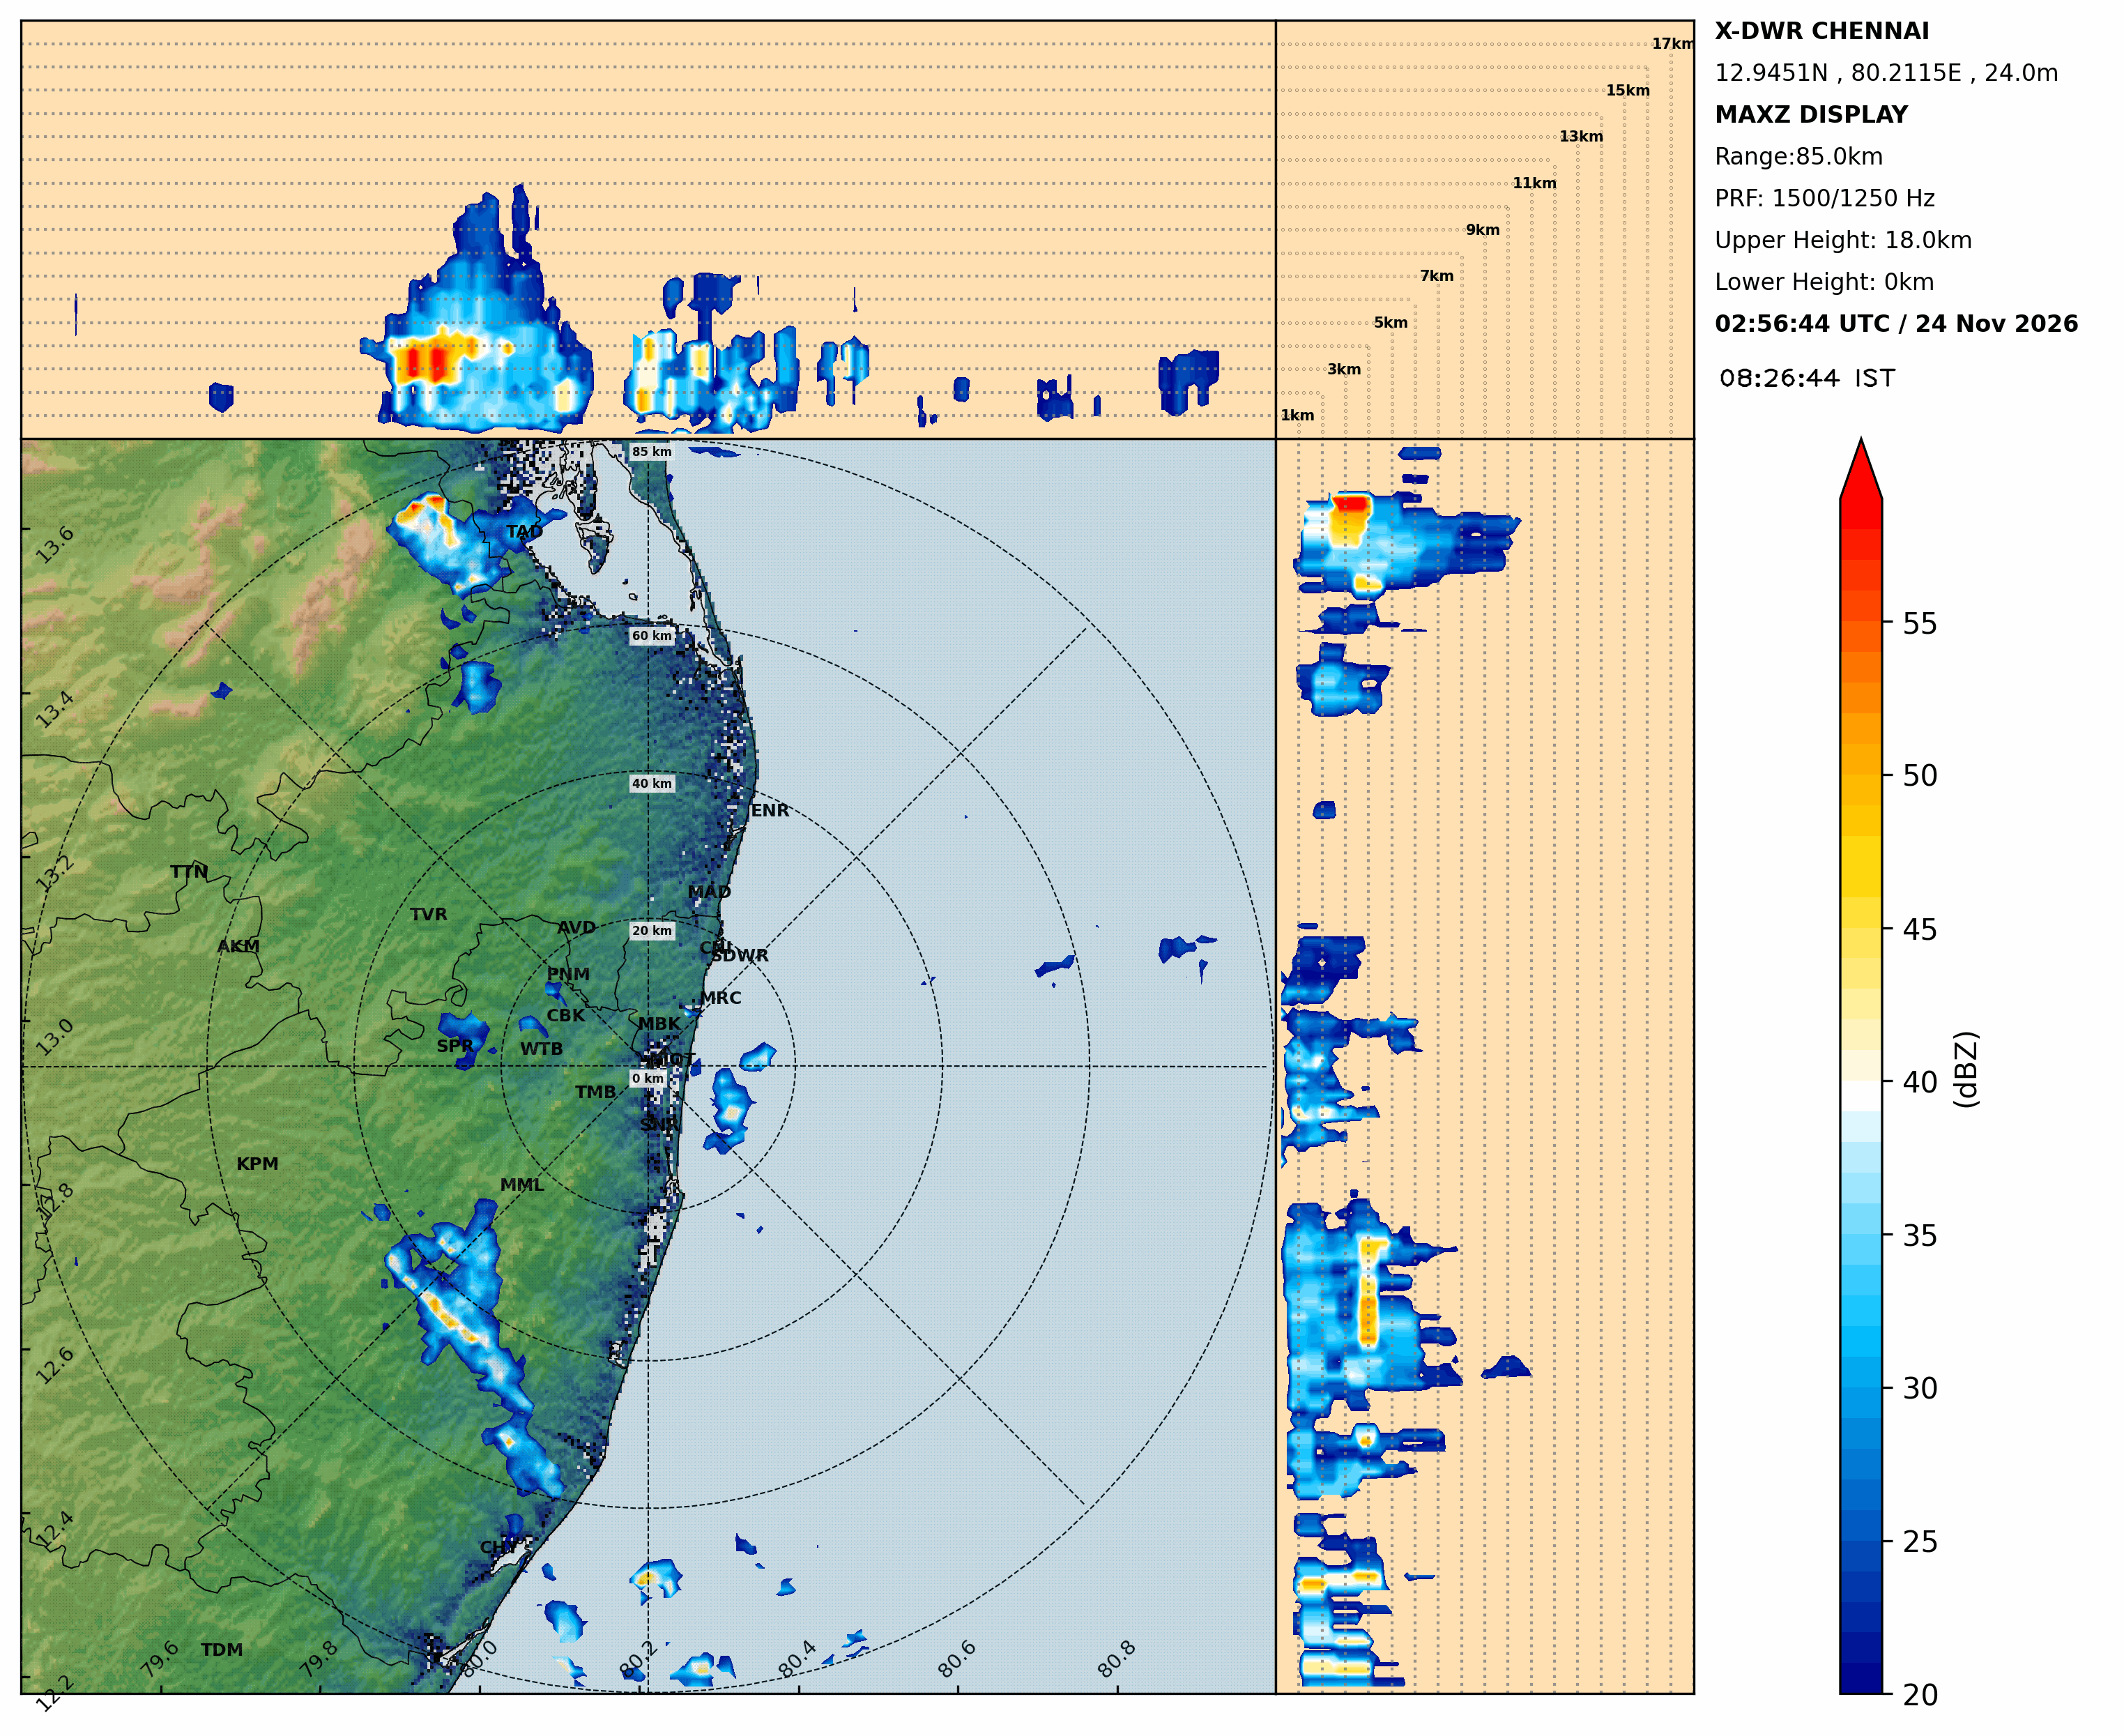 X-DWR CHENNAI
12.9451N , 80.2115E , 24.0m
MAXZ DISPLAY
Range:85.0km
PRF: 1500/1250 Hz
Upper Height: 18.0km
Lower Height: 0km
02:56:44 UTC / 24 Nov 2026
08:26:44 IST
17km
15km
13km
11km
9km
7km
5km
3km
1km
85 km
TAD
13.6
60 km
13.4
40 km
ENR
13.2
TTN
MAD
TVR
AVD
20 km
AKM
CNI
SDWR
PNM
MRC
CBK
MBK
13.0
SPR
WTB
0 km
TMB
SNR
KPM
MML
12.8
12.6
12.4
TDM
12.2
79.6
79.8
80.0
80.2
80.4
80.6
80.8
55
50
45
40
35
30
25
20
(dBZ)